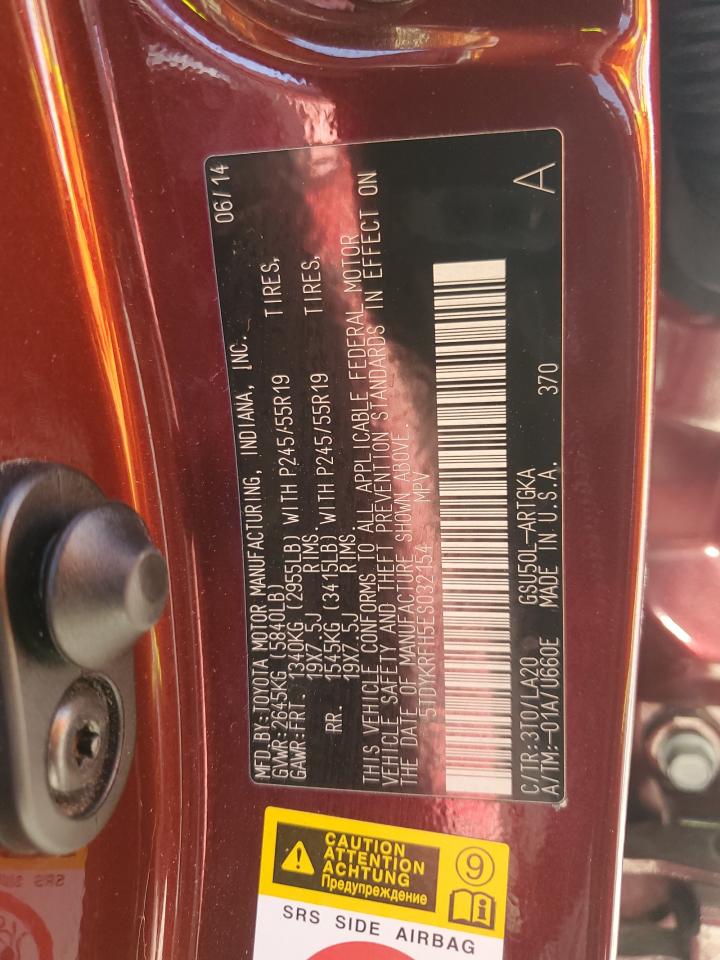 MFD. BY: TOYOTA MOTOR MANUFACTURING, INDIANA, INC. 06/14
GVWR: 2645KG (5840LB)
GAWR: FRT. 1340KG (2955LB) WITH P245/55R19 TIRES,
19X7.5J RIMS.
RR. 1545KG (3415LB) WITH P245/55R19 TIRES,
19X7.5J RIMS.
THIS VEHICLE CONFORMS TO ALL APPLICABLE FEDERAL MOTOR
VEHICLE SAFETY AND THEFT PREVENTION STANDARDS IN EFFECT ON
THE DATE OF MANUFACTURE SHOWN ABOVE.
5TDYKRFH5ES032154 MPV
C/TR: 3T0/LA20 GSU50L-ARTGKA 370 A
A/TM: -01A/U660E MADE IN U.S.A.
CAUTION
ATTENTION
ACHTUNG
Предупреждение
9
i
SRS SIDE AIRBAG